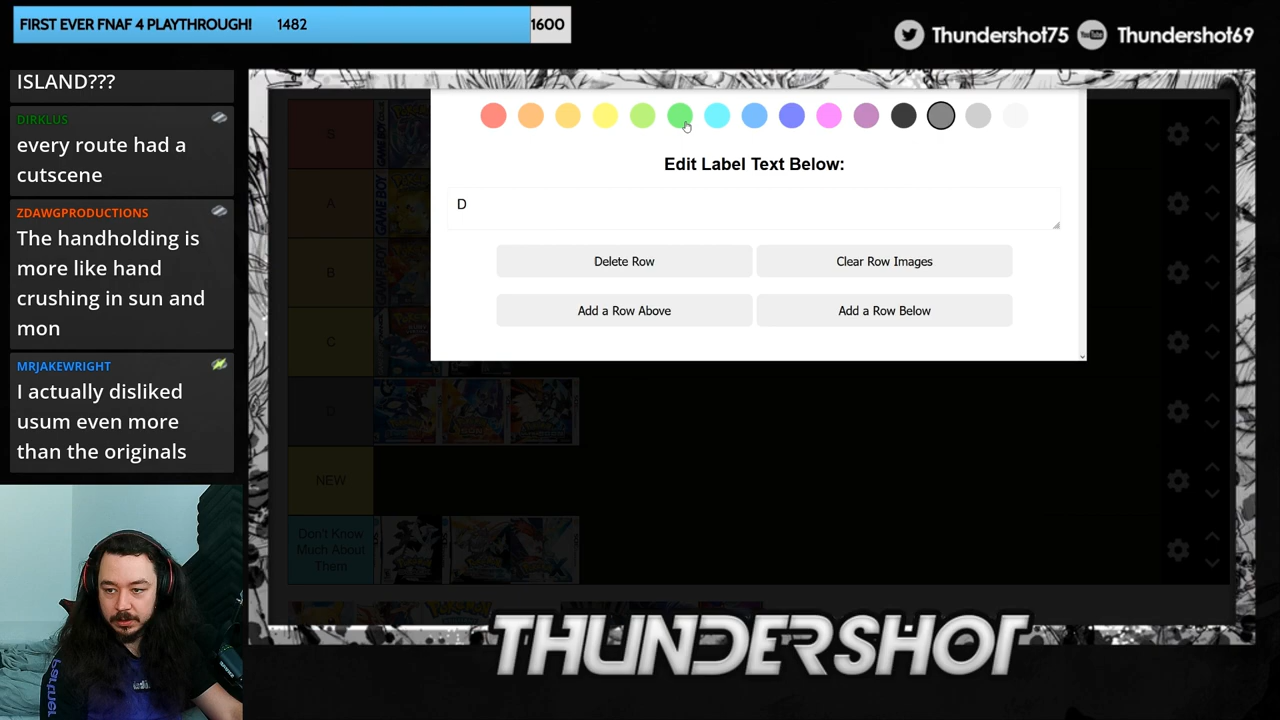 FIRST EVER FNAF 4 PLAYTHROUGH! 1482 1600
Thundershot75 Thundershot69
ISLAND???
DIRKLUS
every route had a
cutscene
ZDAWGPRODUCTIONS
The handholding is
more like hand
crushing in sun and
mon
MRJAKEWRIGHT
I actually disliked
usum even more
than the originals
Edit Label Text Below:
D
Delete Row Clear Row Images
Add a Row Above Add a Row Below
S
A
B
C
D
NEW
Don't Know
Much About
Them
GAME BOY
THUNDERSHOT